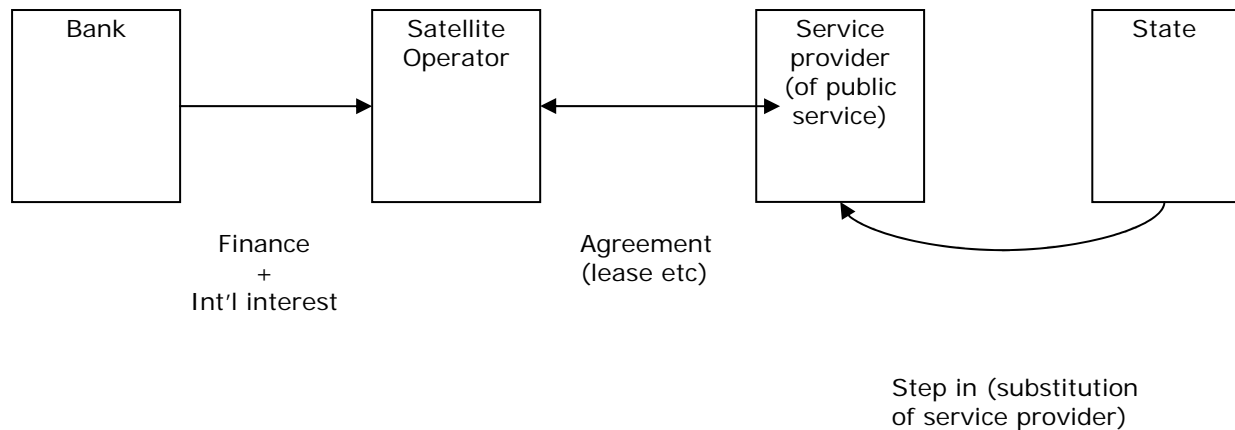 Bank
Satellite
Operator
Service
provider
(of public
service)
State
Finance
+
Int'l interest
Agreement
(lease etc)
Step in (substitution
of service provider)